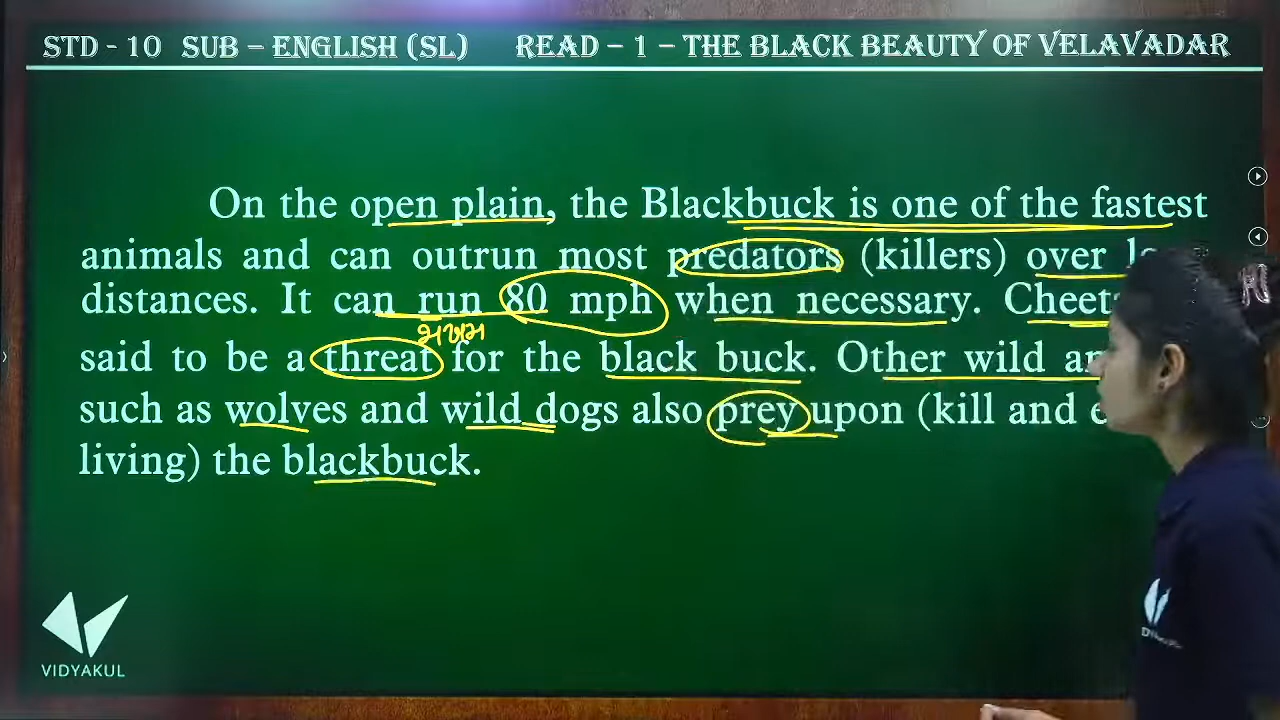 STD - 10 SUB – ENGLISH (SL) READ – 1 – THE BLACK BEAUTY OF VELAVADAR
On the open plain, the Blackbuck is one of the fastest
animals and can outrun most predators (killers) over
distances. It can run 80 mph when necessary.
said to be a threat for the black buck. Other wild
such as wolves and wild dogs also prey upon (kill and
living) the blackbuck.
VIDYAKUL